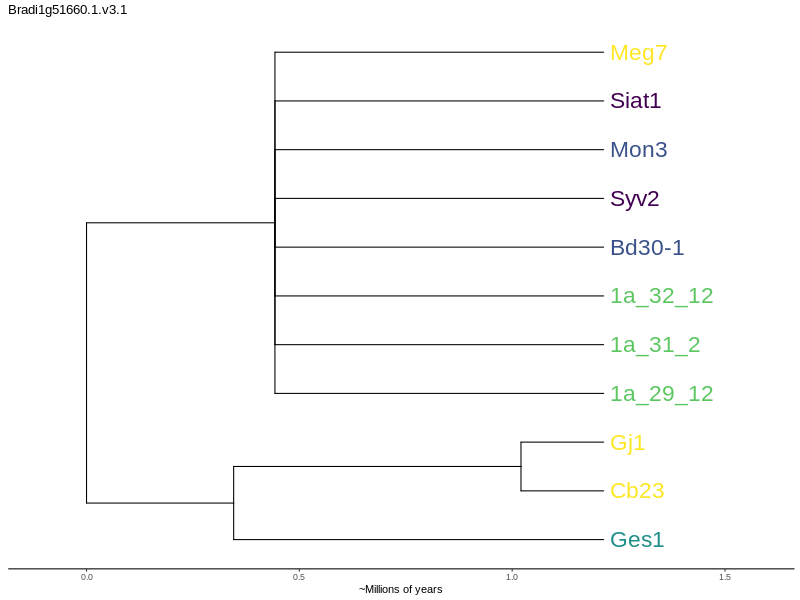 Bradi1g51660.1.v3.1
Meg7
Siat1
Mon3
Syv2
Bd30-1
1a_32_12
1a_31_2
1a_29_12
Gj1
Cb23
Ges1
0.0 0.5 1.0 1.5
~Millions of years